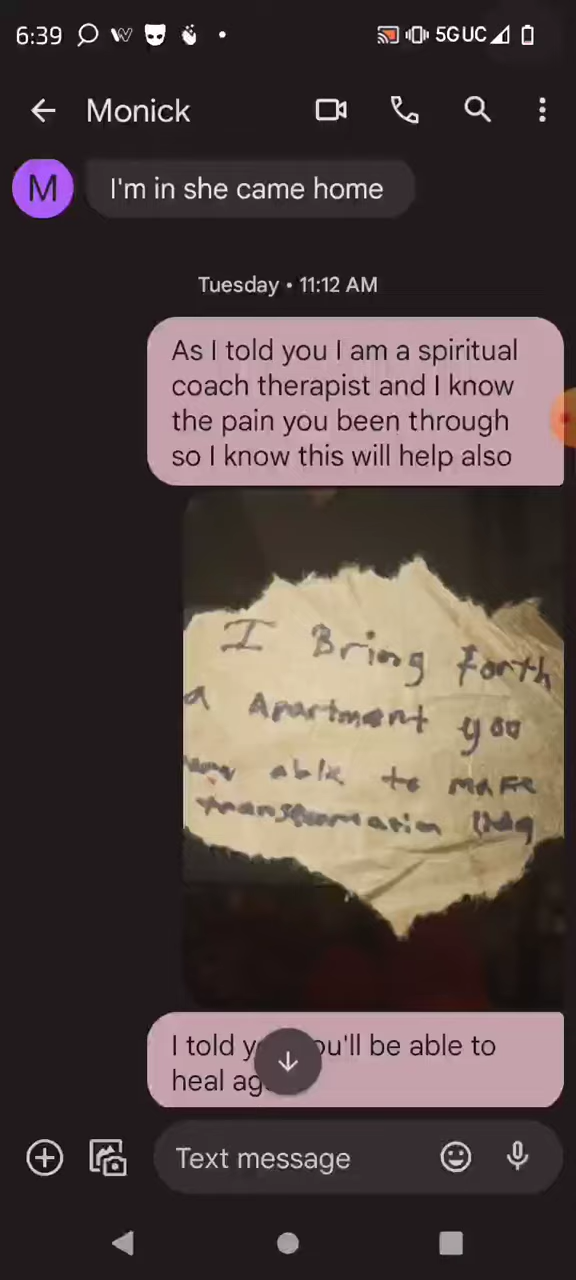 6:39 5G UC
Monick
M
I'm in she came home
Tuesday • 11:12 AM
As I told you I am a spiritual
coach therapist and I know
the pain you been through
so I know this will help also
I Bring forth
a Apartment you
able to make
transformation
I told ou'll be able to
heal
Text message